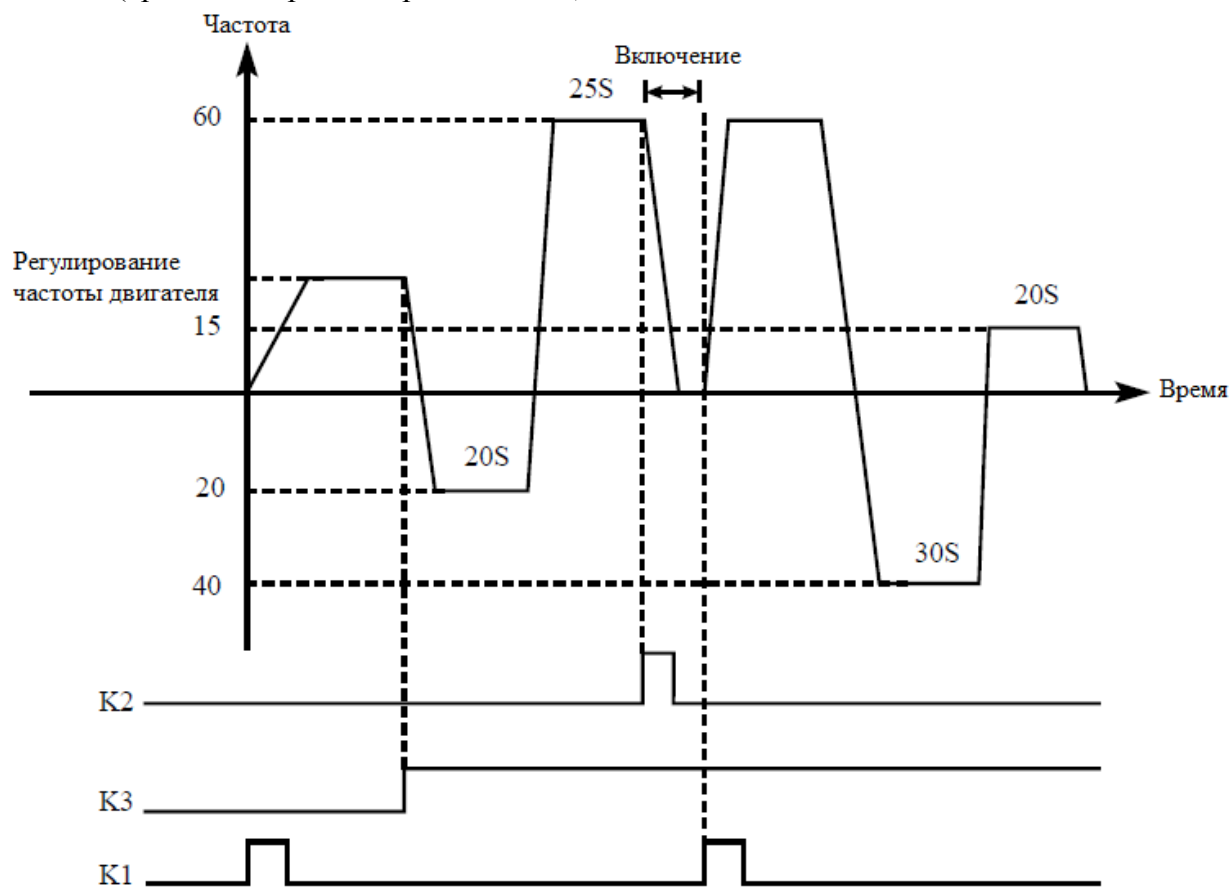 Частота
Включение
25S
60
Регулирование
частоты двигателя
15
20S
Время
20S
20
30S
40
K2
K3
K1